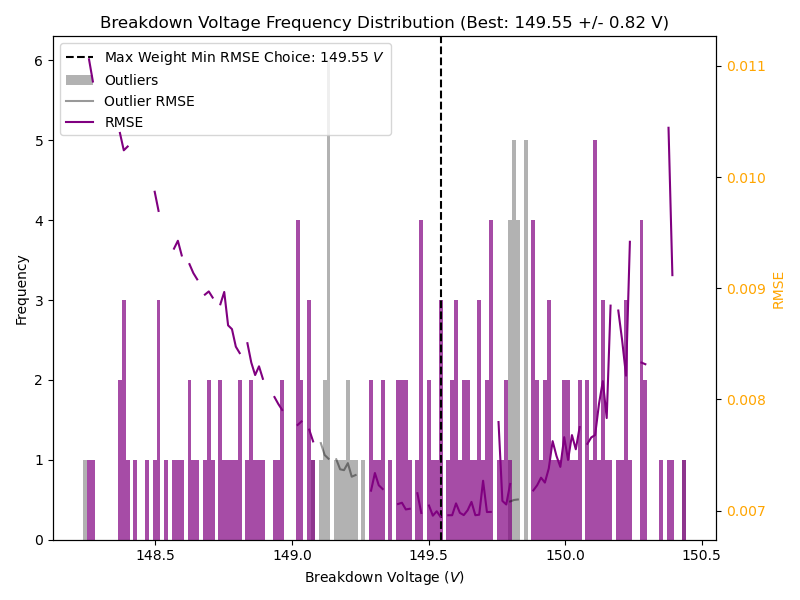 Breakdown Voltage Frequency Distribution (Best: 149.55 +/- 0.82 V)
Max Weight Min RMSE Choice: 149.55 V
Outliers
Outlier RMSE
RMSE
Frequency
6
5
4
3
2
1
0
0.011
0.010
0.009
0.008
0.007
RMSE
148.5
149.0
149.5
150.0
150.5
Breakdown Voltage (V)